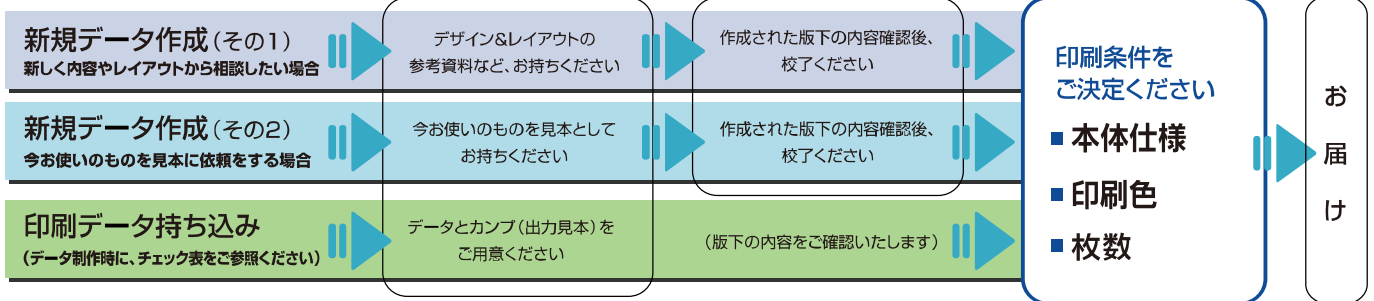 新規データ作成（その1）
新しく内容やレイアウトから相談したい場合
デザイン&レイアウトの
参考資料など、お持ちください
作成された版下の内容確認後、
校了ください
新規データ作成（その2）
今お使いのものを見本に依頼をする場合
今お使いのものを見本として
お持ちください
作成された版下の内容確認後、
校了ください
印刷データ持ち込み
（データ制作時に、チェック表をご参照ください）
データとカンプ（出力見本）を
ご用意ください
（版下の内容をご確認いたします）
印刷条件を
ご決定ください
■ 本体仕様
■ 印刷色
■ 枚数
お届け